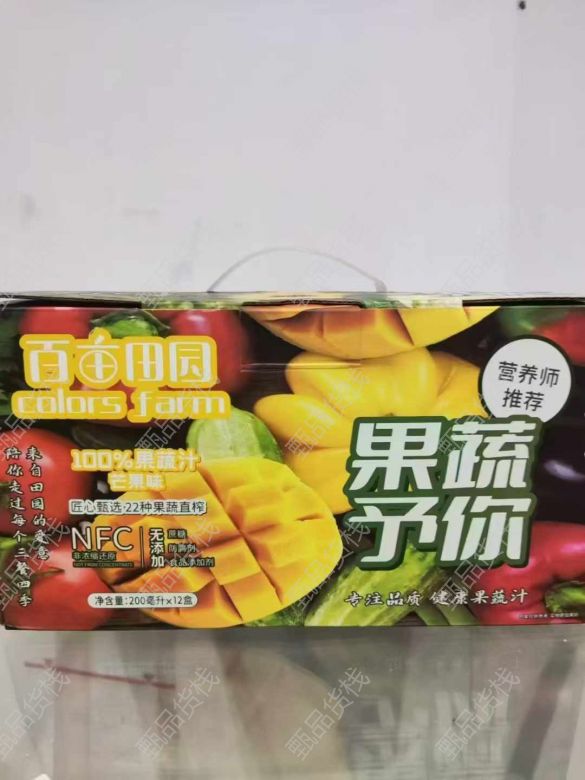 百亩田园
colors farm
营养师
推荐
来自田园的爱意
陪你走过每个三餐四季
100%果蔬汁
芒果味
匠心甄选·22种果蔬直榨
NFC
非浓缩还原
NOT FROM CONCENTRATE
无添加
蔗糖
防腐剂
食品添加剂
净含量:200毫升×12盒
果蔬
予你
专注品质 健康果蔬汁
甄品货栈